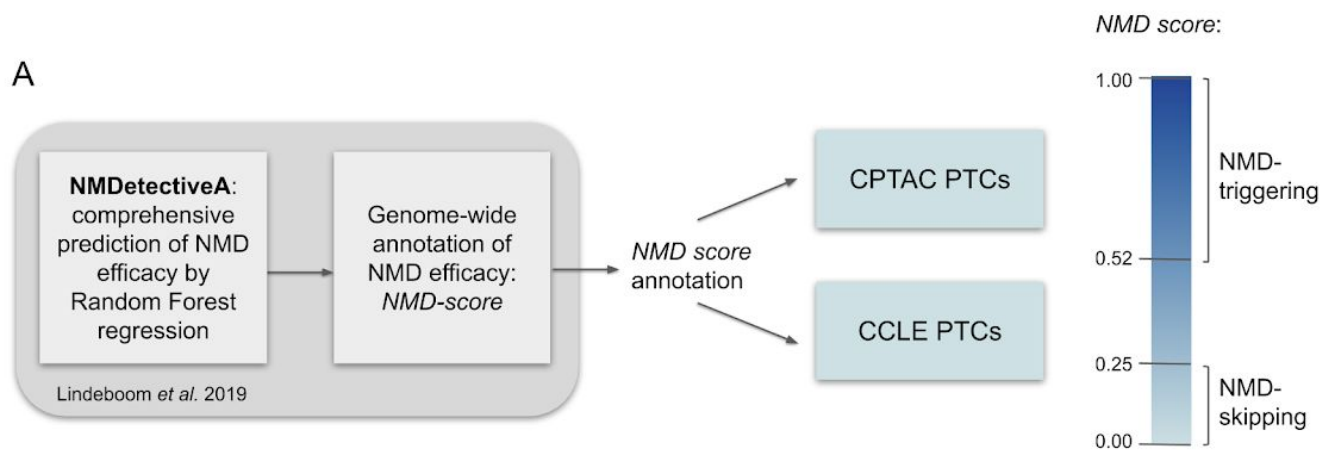 A
NMDetectiveA:
comprehensive
prediction of NMD
efficacy by
Random Forest
regression
Genome-wide
annotation of
NMD efficacy:
NMD-score
Lindeboom et al. 2019
NMD score
annotation
CPTAC PTCs
CCLE PTCs
NMD score:
1.00
NMD-
triggering
0.52
0.25
NMD-
skipping
0.00